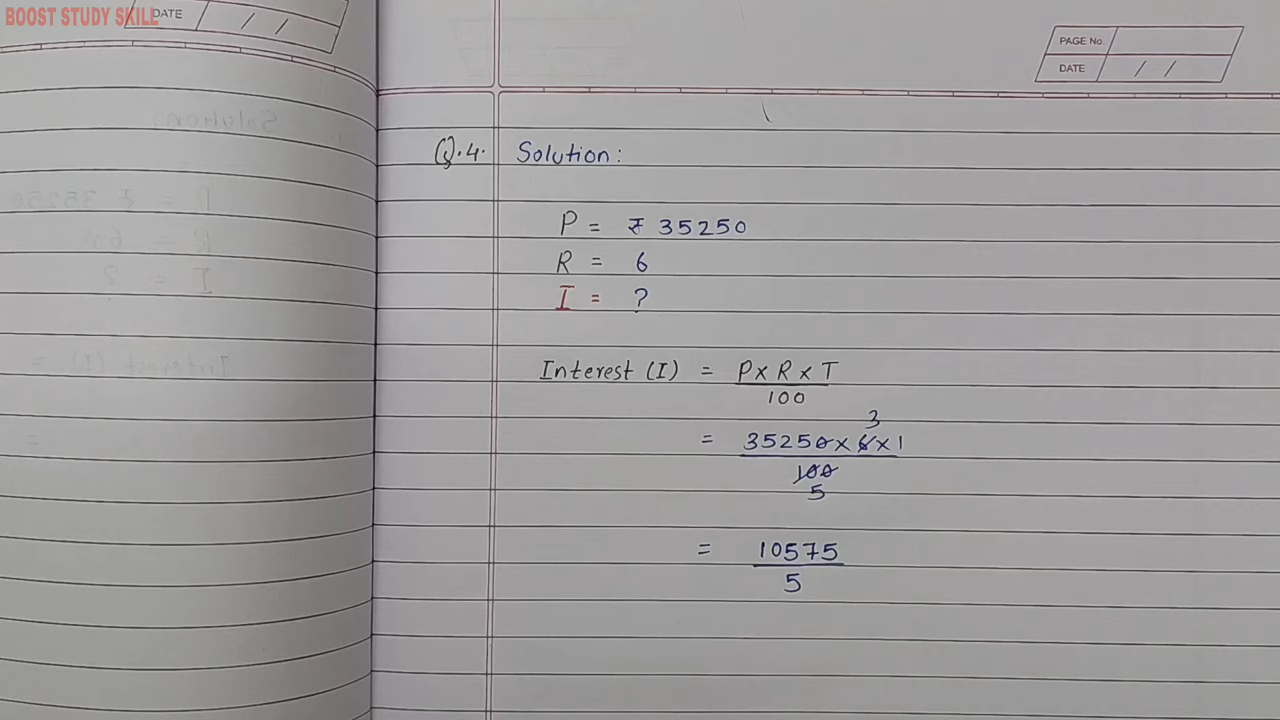 BOOST STUDY SKILL
DATE / /
PAGE No.
DATE / /
Q.4. Solution:
P = ₹ 35250
R = 6
I = ?
Interest (I) = P x R x T
100
3
= 35250 x 6 x 1
100
5
= 10575
5